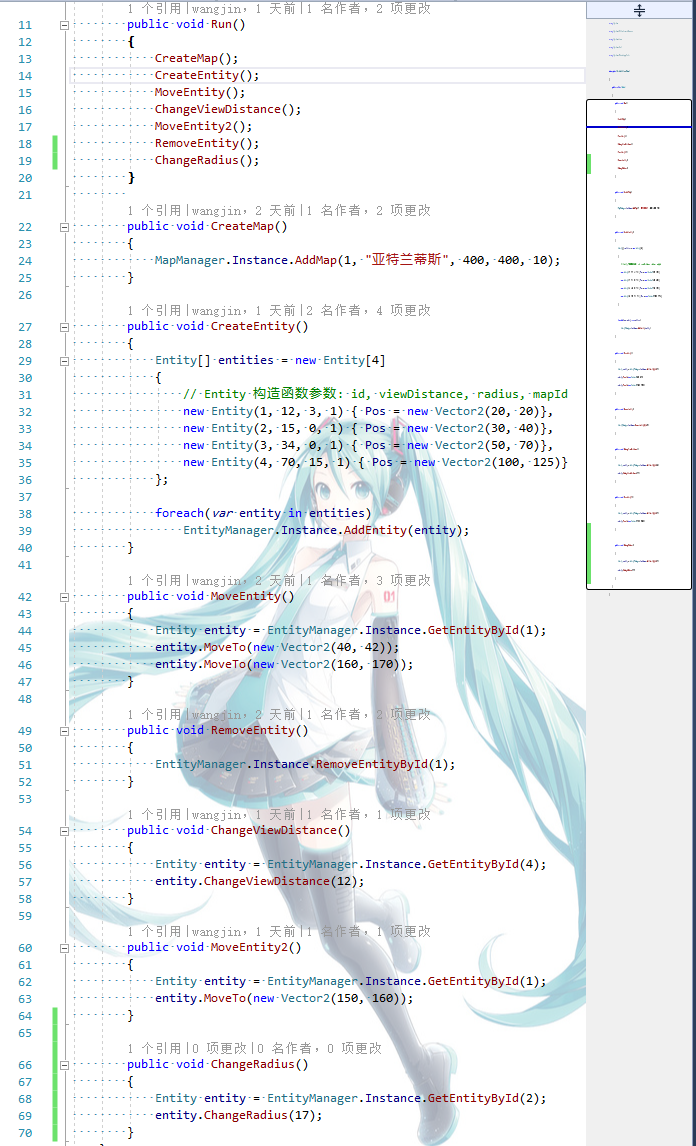 1 个引用|wangjin，1 天前|1 名作者，2 项更改
11 public void Run()
12 {
13 CreateMap();
14 CreateEntity();
15 MoveEntity();
16 ChangeViewDistance();
17 MoveEntity2();
18 RemoveEntity();
19 ChangeRadius();
20 }
21
1 个引用|wangjin，2 天前|1 名作者，2 项更改
22 public void CreateMap()
23 {
24 MapManager.Instance.AddMap(1, "亚特兰蒂斯", 400, 400, 10);
25 }
26
1 个引用|wangjin，1 天前|2 名作者，4 项更改
27 public void CreateEntity()
28 {
29 Entity[] entities = new Entity[4]
30 {
31 // Entity 构造函数参数: id, viewDistance, radius, mapId
32 new Entity(1, 12, 3, 1) { Pos = new Vector2(20, 20)},
33 new Entity(2, 15, 0, 1) { Pos = new Vector2(30, 40)},
34 new Entity(3, 34, 0, 1) { Pos = new Vector2(50, 70)},
35 new Entity(4, 70, 15, 1) { Pos = new Vector2(100, 125)}
36 };
37
38 foreach(var entity in entities)
39 EntityManager.Instance.AddEntity(entity);
40 }
41
1 个引用|wangjin，2 天前|1 名作者，3 项更改
42 public void MoveEntity()
43 {
44 Entity entity = EntityManager.Instance.GetEntityById(1);
45 entity.MoveTo(new Vector2(40, 42));
46 entity.MoveTo(new Vector2(160, 170));
47 }
48
01
1 个引用|wangjin，2 天前|1 名作者，2 项更改
49 public void RemoveEntity()
50 {
51 EntityManager.Instance.RemoveEntityById(1);
52 }
53
1 个引用|wangjin，1 天前|1 名作者，1 项更改
54 public void ChangeViewDistance()
55 {
56 Entity entity = EntityManager.Instance.GetEntityById(4);
57 entity.ChangeViewDistance(12);
58 }
59
1 个引用|wangjin，1 天前|1 名作者，1 项更改
60 public void MoveEntity2()
61 {
62 Entity entity = EntityManager.Instance.GetEntityById(1);
63 entity.MoveTo(new Vector2(150, 160));
64 }
65
1 个引用|0 项更改|0 名作者，0 项更改
66 public void ChangeRadius()
67 {
68 Entity entity = EntityManager.Instance.GetEntityById(2);
69 entity.ChangeRadius(17);
70 }